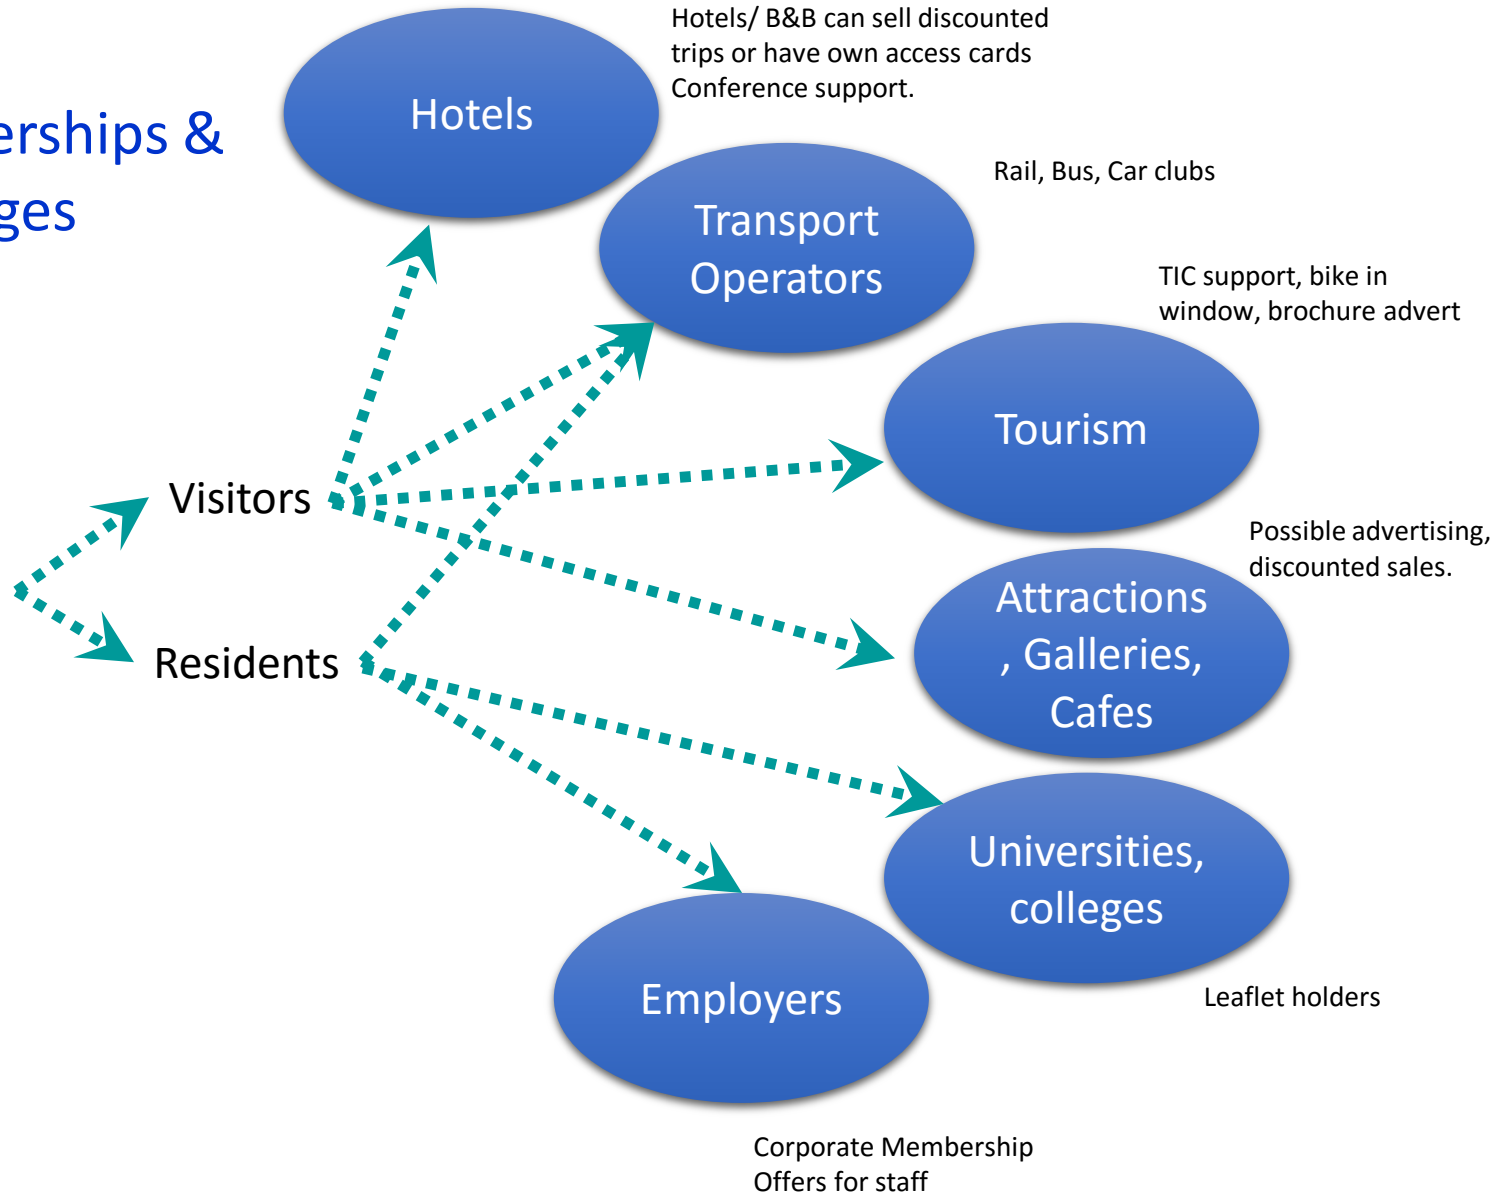 Hotels/ B&B can sell discounted
trips or have own access cards
Conference support.
Hotels
erships &
ges
Rail, Bus, Car clubs
Transport
Operators
TIC support, bike in
window, brochure advert
Tourism
Visitors
Possible advertising,
discounted sales.
Attractions
, Galleries,
Cafes
Residents
Universities,
colleges
Leaflet holders
Employers
Corporate Membership
Offers for staff